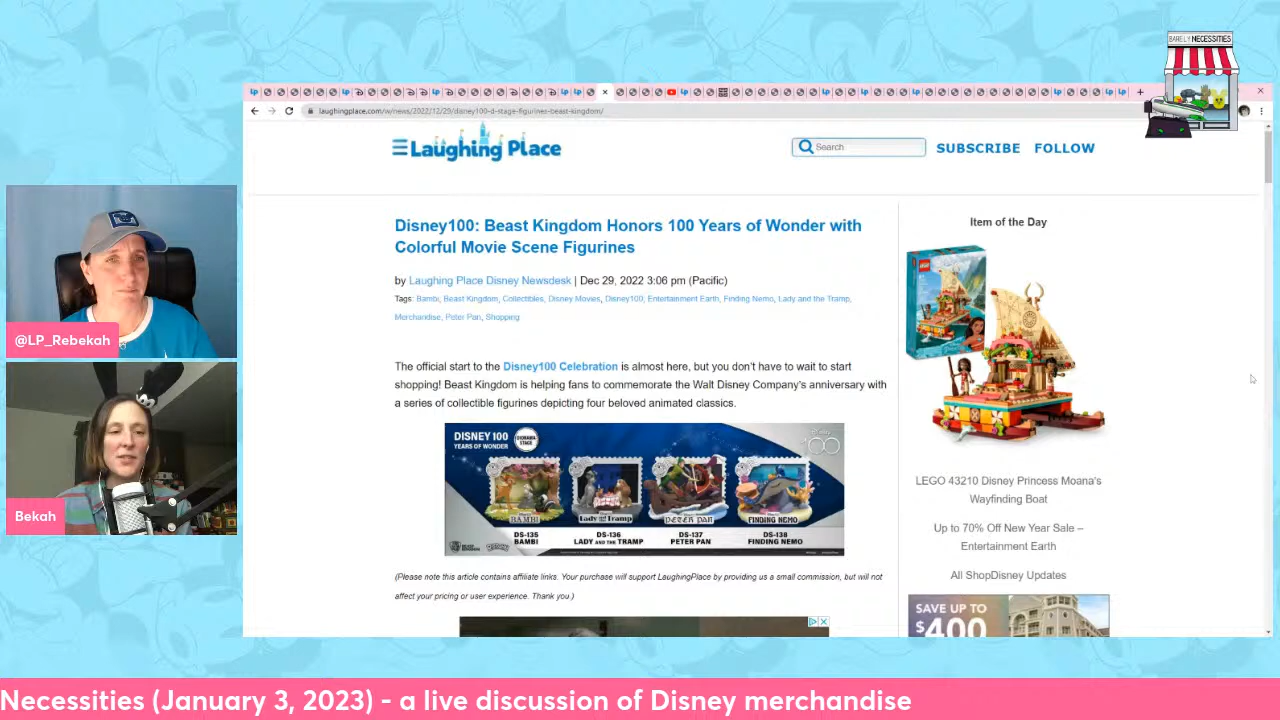 BARELY NECESSITIES
laughingplace.com/w/news/2022/12/29/disney100-d-stage-figurines-beast-kingdom/
Laughing Place
Search
SUBSCRIBE FOLLOW
Disney100: Beast Kingdom Honors 100 Years of Wonder with
Colorful Movie Scene Figurines
by Laughing Place Disney Newsdesk | Dec 29, 2022 3:06 pm (Pacific)
Tags: Bambi, Beast Kingdom, Collectibles, Disney Movies, Disney100, Entertainment Earth, Finding Nemo, Lady and the Tramp,
Merchandise, Peter Pan, Shopping
The official start to the Disney100 Celebration is almost here, but you don't have to wait to start
shopping! Beast Kingdom is helping fans to commemorate the Walt Disney Company's anniversary with
a series of collectible figurines depicting four beloved animated classics.
DISNEY 100
YEARS OF WONDER
DIORAMA STAGE
100
BAMBI
Lady and the Tramp
PETER PAN
FINDING NEMO
DS-135
BAMBI
DS-136
LADY AND THE TRAMP
DS-137
PETER PAN
DS-138
FINDING NEMO
(Please note this article contains affiliate links. Your purchase will support LaughingPlace by providing us a small commission, but will not
affect your pricing or user experience. Thank you.)
Item of the Day
LEGO 43210 Disney Princess Moana's
Wayfinding Boat
Up to 70% Off New Year Sale –
Entertainment Earth
All ShopDisney Updates
SAVE UP TO
$400
@LP_Rebekah
Bekah
Necessities (January 3, 2023) - a live discussion of Disney merchandise